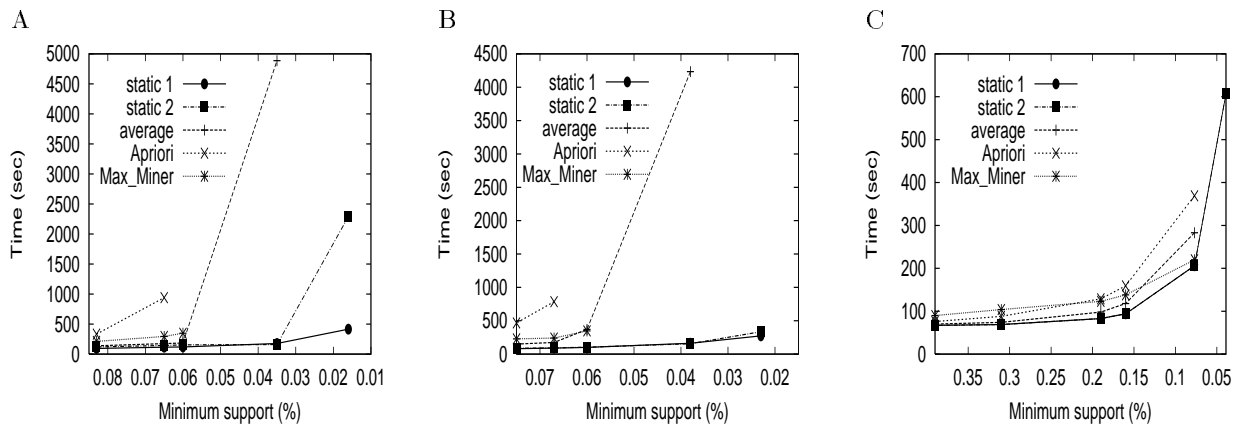 A
Time (sec)
5000
4500
4000
3500
3000
2500
2000
1500
1000
500
0
static 1
static 2
average
Apriori
Max_Miner
0.08 0.07 0.06 0.05 0.04 0.03 0.02 0.01
Minimum support (%)
B
Time (sec)
4500
4000
3500
3000
2500
2000
1500
1000
500
0
static 1
static 2
average
Apriori
Max_Miner
0.07 0.06 0.05 0.04 0.03 0.02
Minimum support (%)
C
Time (sec)
700
600
500
400
300
200
100
0
static 1
static 2
average
Apriori
Max_Miner
0.35 0.3 0.25 0.2 0.15 0.1 0.05
Minimum support (%)